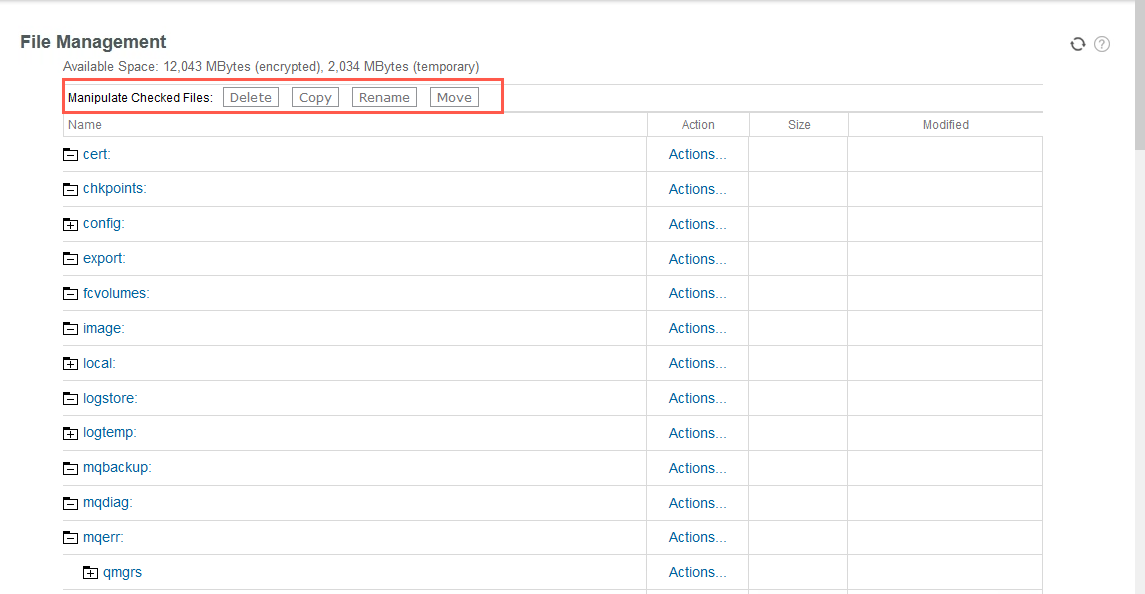 File Management
?
Available Space: 12,043 MBytes (encrypted), 2,034 MBytes (temporary)
Manipulate Checked Files: Delete Copy Rename Move
Name Action Size Modified
cert: Actions...
chkpoints: Actions...
config: Actions...
export: Actions...
fcvolumes: Actions...
image: Actions...
local: Actions...
logstore: Actions...
logtemp: Actions...
mqbackup: Actions...
mqdiag: Actions...
mqerr: Actions...
qmgrs Actions...